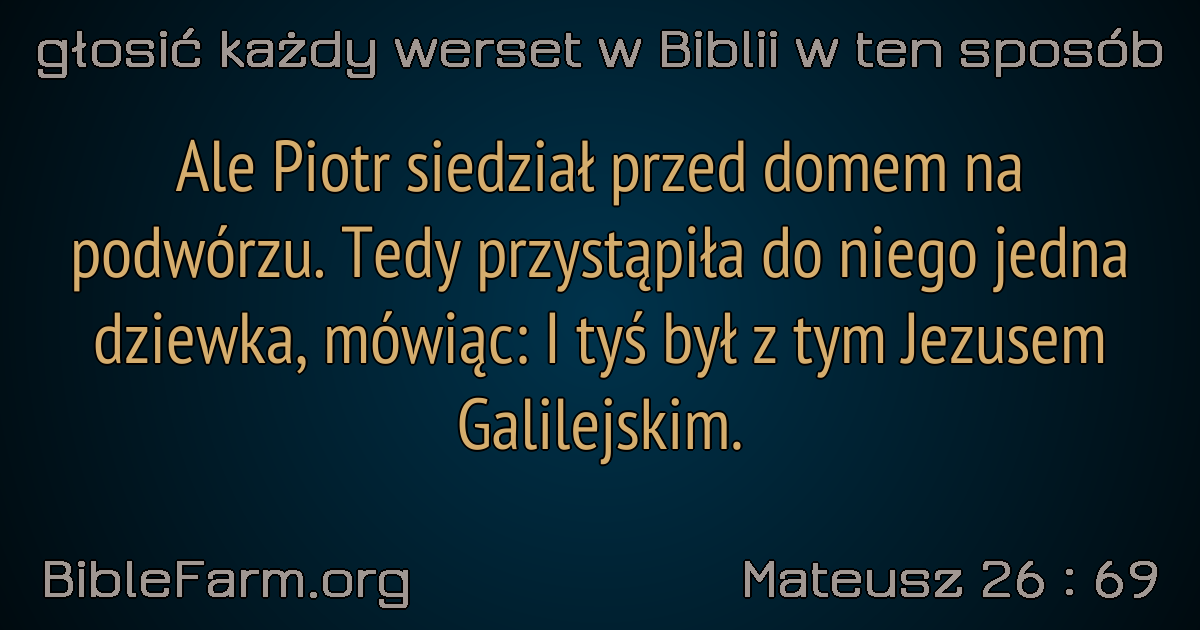 głosić każdy werset w Biblii w ten sposób
Ale Piotr siedział przed domem na
podwórzu. Tedy przystąpiła do niego jedna
dziewka, mówiąc: I tyś był z tym Jezusem
Galilejskim.
BibleFarm.org
Mateusz 26 : 69